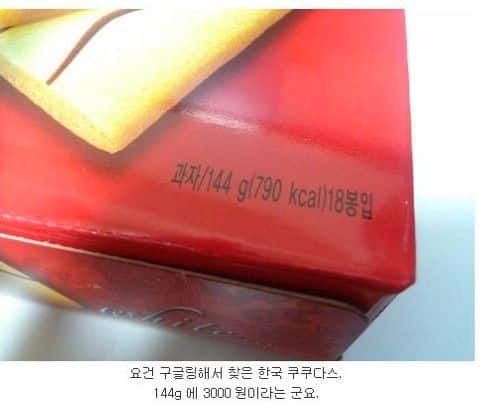 과자/144 g(790 kcal)18봉입
요건 구글링해서 찾은 한국 쿠쿠다스.
144g 에 3000 원이라는 군요.